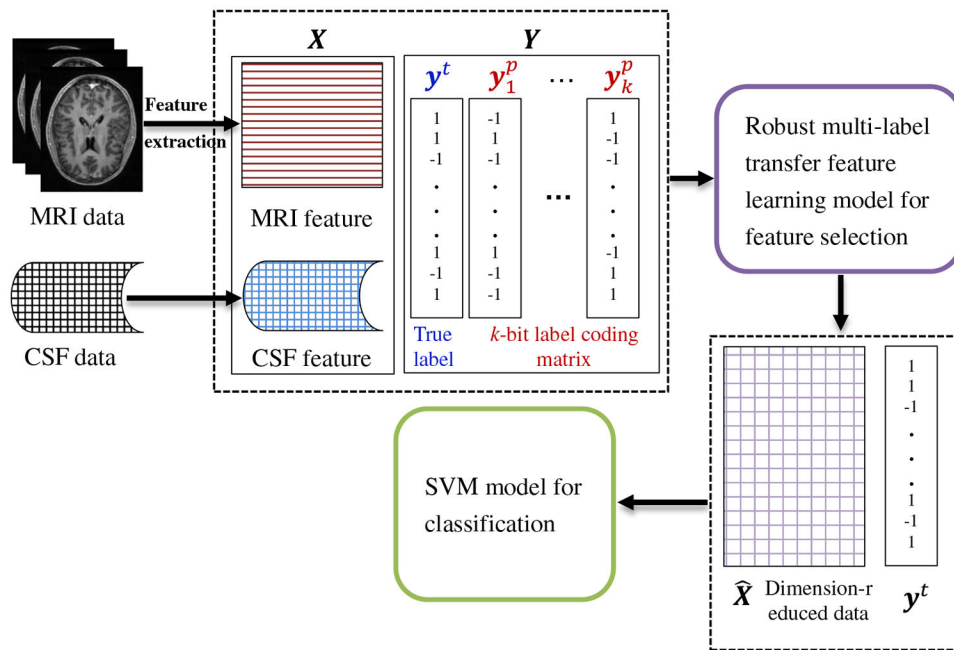 X
Y
Feature
extraction
MRI data
MRI feature
CSF data
CSF feature
y^t
y_1^p
...
y_k^p
1
1
-1
.
.
.
1
-1
1
-1
1
-1
.
.
.
1
-1
-1
...
1
-1
-1
.
.
.
-1
1
1
True
label
k-bit label coding
matrix
Robust multi-label
transfer feature
learning model for
feature selection
1
1
-1
.
.
.
1
-1
1
X̂
Dimension-r
educed data
y^t
SVM model for
classification